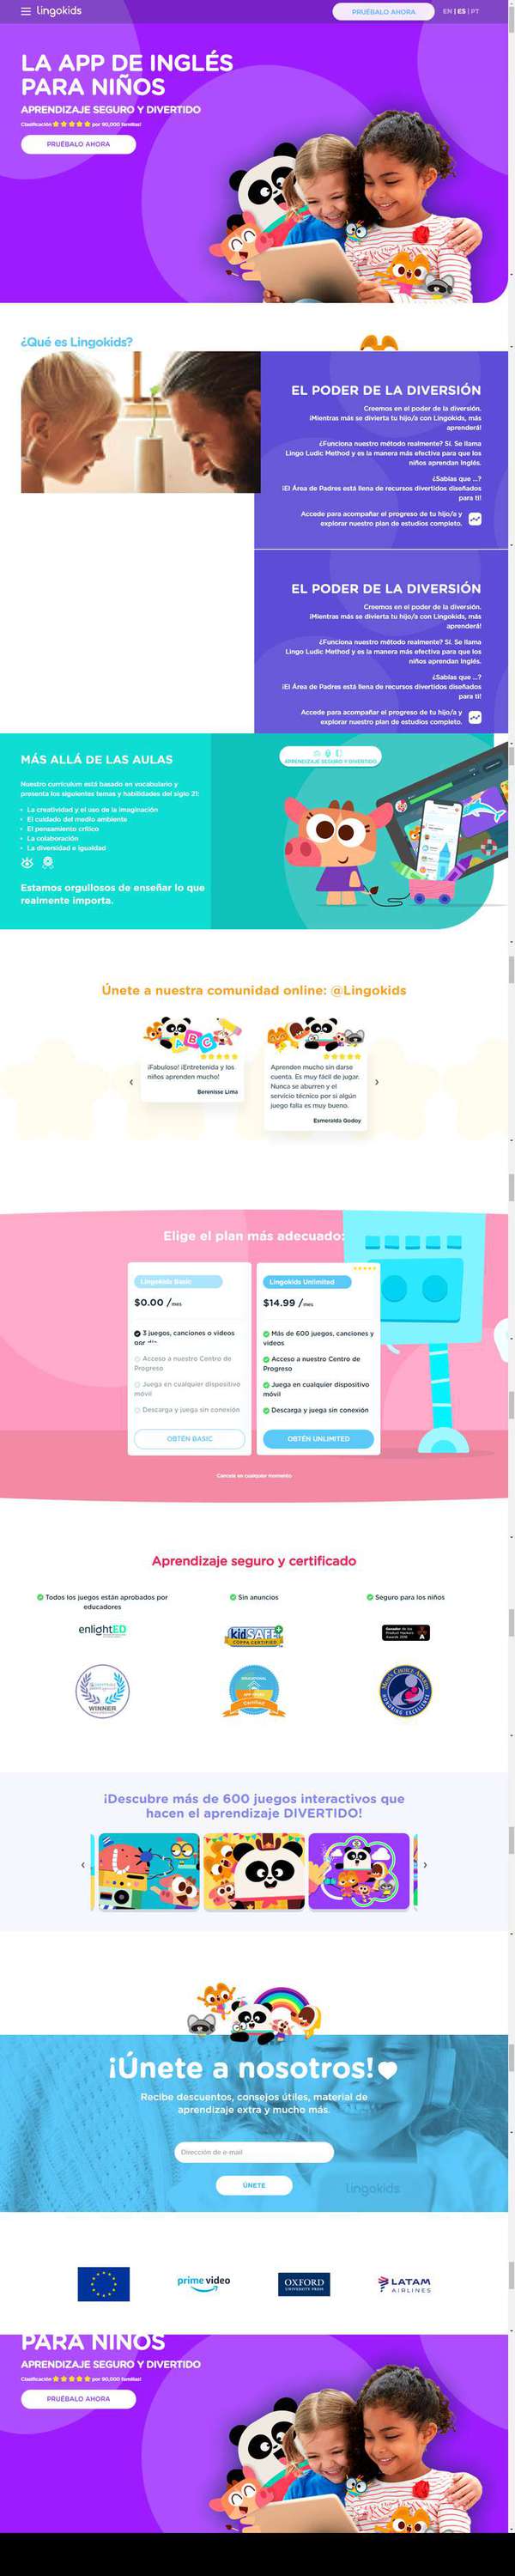 lingokids
PRUÉBALO AHORA
EN | ES | PT
LA APP DE INGLÉS
PARA NIÑOS
APRENDIZAJE SEGURO Y DIVERTIDO
Clasificación por 90,000 familias!
PRUÉBALO AHORA
¿Qué es Lingokids?
EL PODER DE LA DIVERSIÓN
Creemos en el poder de la diversión.
¡Mientras más se divierta tu hijo/a con Lingokids, más
aprenderá!
¿Funciona nuestro método realmente? Sí. Se llama
Lingo Ludic Method y es la manera más efectiva para que los
niños aprendan inglés.
¿Sabías que ...?
¡El Área de Padres está llena de recursos divertidos diseñados
para ti!
Accede para acompañar el progreso de tu hijo/a y
explorar nuestro plan de estudios completo.
EL PODER DE LA DIVERSIÓN
Creemos en el poder de la diversión.
¡Mientras más se divierta tu hijo/a con Lingokids, más
aprenderá!
¿Funciona nuestro método realmente? Sí. Se llama
Lingo Ludic Method y es la manera más efectiva para que los
niños aprendan inglés.
¿Sabías que ...?
¡El Área de Padres está llena de recursos divertidos diseñados
para ti!
Accede para acompañar el progreso de tu hijo/a y
explorar nuestro plan de estudios completo.
MÁS ALLÁ DE LAS AULAS
APRENDIZAJE SEGURO Y DIVERTIDO
Nuestro curriculum está basado en vocabulario y
presenta los siguientes temas y habilidades del siglo 21:
• La creatividad y el uso de la imaginación
• El cuidado del medio ambiente
• El pensamiento crítico
• La colaboración
• La diversidad e igualdad
Estamos orgullosos de enseñar lo que
realmente importa.
Únete a nuestra comunidad online: @Lingokids
A B C
¡Fabuloso! ¡Entretenida y los
niños aprenden mucho!
Berenisse Lima
Aprenden mucho sin darse
cuenta. Es muy fácil de jugar.
Nunca se aburren y el
servicio técnico por si algún
juego falla es muy bueno.
Esmeralda Godoy
Elige el plan más adecuado:
Lingokids Basic
$0.00 /mes
3 juegos, canciones o videos
por día
Acceso a nuestro Centro de
Progreso
Juega en cualquier dispositivo
móvil
Descarga y juega sin conexión
OBTÉN BASIC
Lingokids Unlimited
$14.99 /mes
Más de 600 juegos, canciones y
videos
Acceso a nuestro Centro de
Progreso
Juega en cualquier dispositivo
móvil
Descarga y juega sin conexión
OBTÉN UNLIMITED
Cancela en cualquier momento
Aprendizaje seguro y certificado
Todos los juegos están aprobados por
educadores
Sin anuncios
Seguro para los niños
enlightED
kidSAFE
COPPA CERTIFIED
WINNER
EDUCATIONAL
APP STORE
Certified
MOM'S CHOICE AWARDS
HONORING EXCELLENCE
¡Descubre más de 600 juegos interactivos que
hacen el aprendizaje DIVERTIDO!
¡Únete a nosotros!
Recibe descuentos, consejos útiles, material de
aprendizaje extra y mucho más.
Dirección de e-mail
ÚNETE
lingokids
prime video
OXFORD
UNIVERSITY PRESS
LATAM
AIRLINES
PARA NIÑOS
APRENDIZAJE SEGURO Y DIVERTIDO
Clasificación por 90,000 familias!
PRUÉBALO AHORA